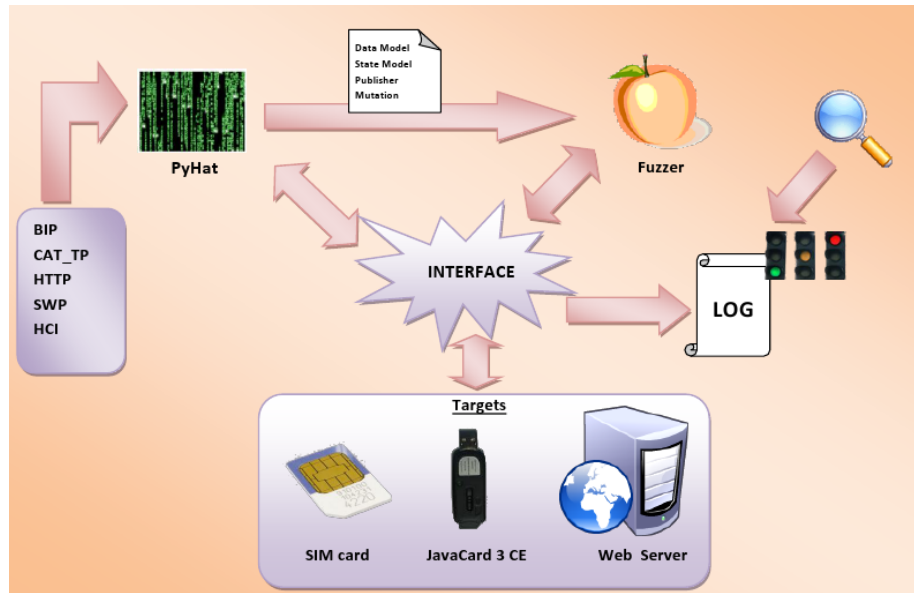 Data Model
State Model
Publisher
Mutation
PyHat
Fuzzer
BIP
CAT_TP
HTTP
SWP
HCI
INTERFACE
LOG
Targets
SIM card
JavaCard 3 CE
Web Server